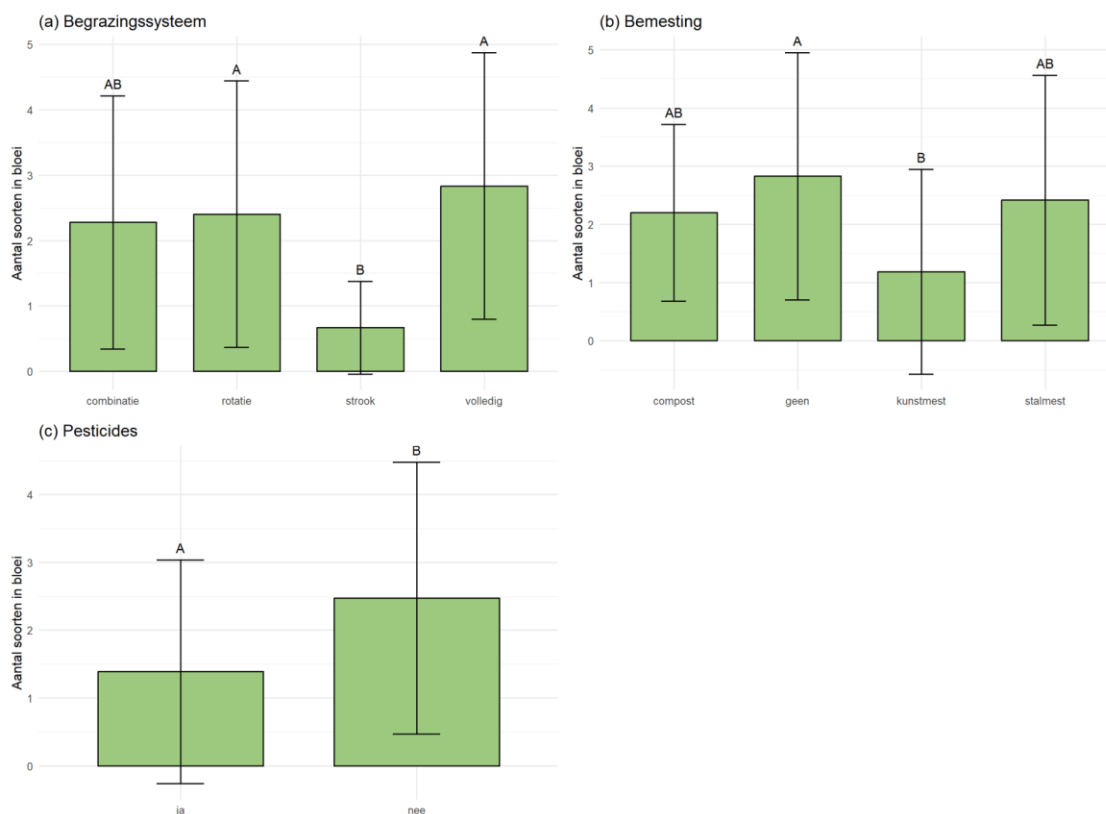 (a) Begrazingssysteem
Aantal soorten in bloei
5
4
3
2
1
0
AB
A
B
A
combinatie
rotatie
strook
volledig
(b) Bemesting
Aantal soorten in bloei
5
4
3
2
1
0
AB
A
B
AB
compost
geen
kunstmest
stalmest
(c) Pesticides
Aantal soorten in bloei
4
3
2
1
0
A
B
ja
nee